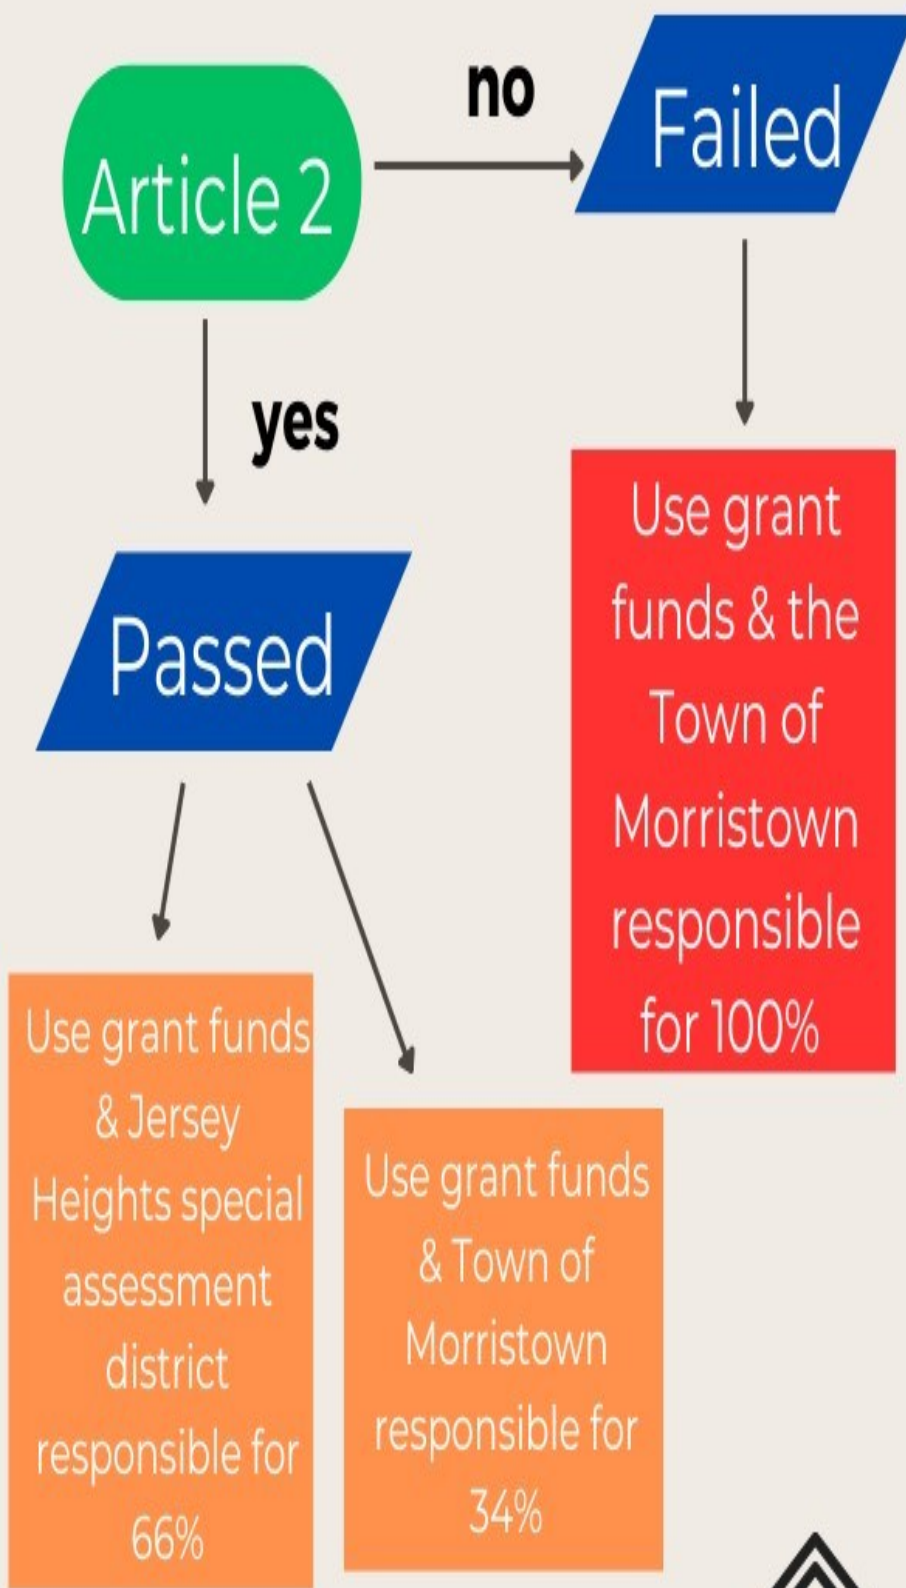 Article 2
no
Failed
yes
Passed
Use grant
funds & the
Town of
Morristown
responsible
for 100%
Use grant funds
& Jersey
Heights special
assessment
district
responsible for
66%
Use grant funds
& Town of
Morristown
responsible for
34%